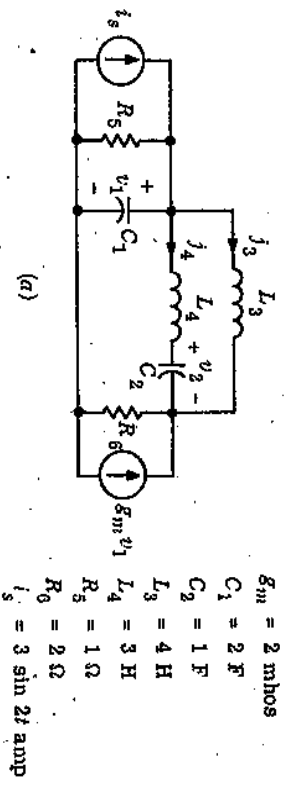 i_s
R_5
+
v_1
-
C_1
j_3
L_3
j_4
L_4
+ v_2 -
C_2
R_6
g_m v_1
(a)
g_m = 2 mhos
C_1 = 2 F
C_2 = 1 F
L_3 = 4 H
L_4 = 3 H
R_5 = 1 Ω
R_6 = 2 Ω
i_s = 3 sin 2t amp